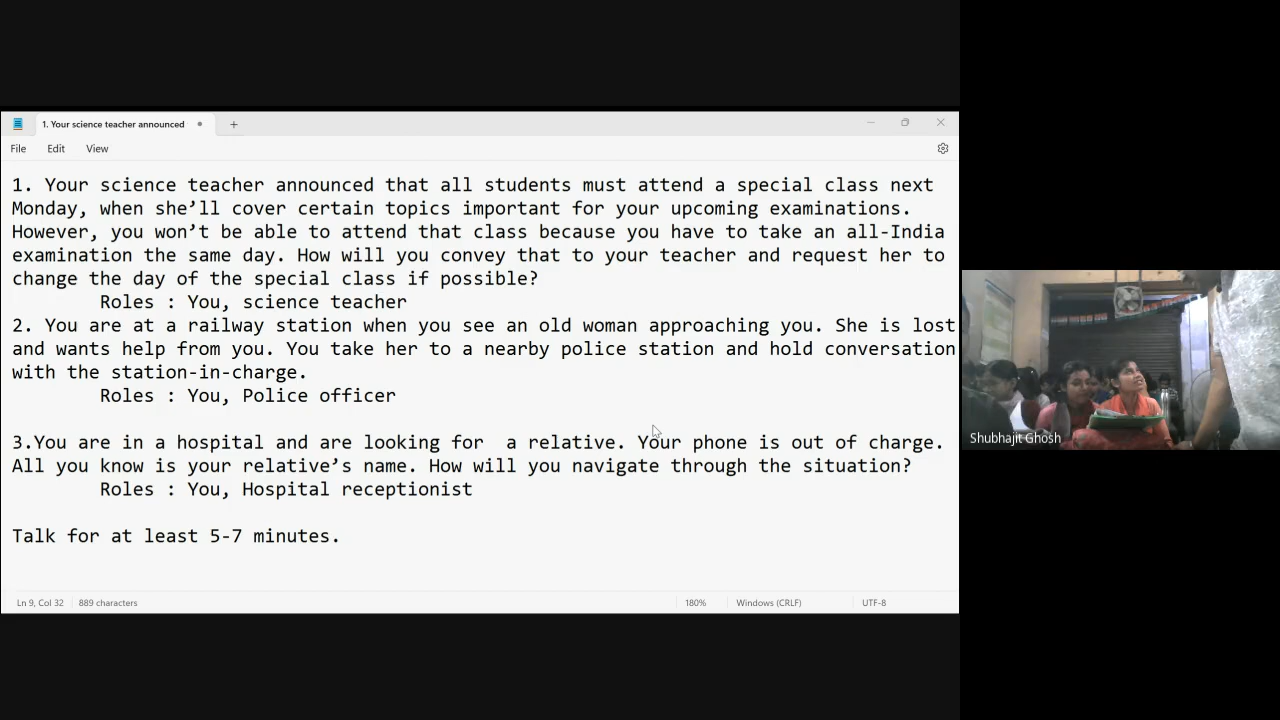 1. Your science teacher announced
File
Edit
View
1. Your science teacher announced that all students must attend a special class next
Monday, when she’ll cover certain topics important for your upcoming examinations.
However, you won’t be able to attend that class because you have to take an all-India
examination the same day. How will you convey that to your teacher and request her to
change the day of the special class if possible?
Roles : You, science teacher
2. You are at a railway station when you see an old woman approaching you. She is lost
and wants help from you. You take her to a nearby police station and hold conversation
with the station-in-charge.
Roles : You, Police officer
3.You are in a hospital and are looking for  a relative. Your phone is out of charge.
All you know is your relative’s name. How will you navigate through the situation?
Roles : You, Hospital receptionist
Talk for at least 5-7 minutes.
Ln 9, Col 32
889 characters
180%
Windows (CRLF)
UTF-8
Shubhajit Ghosh